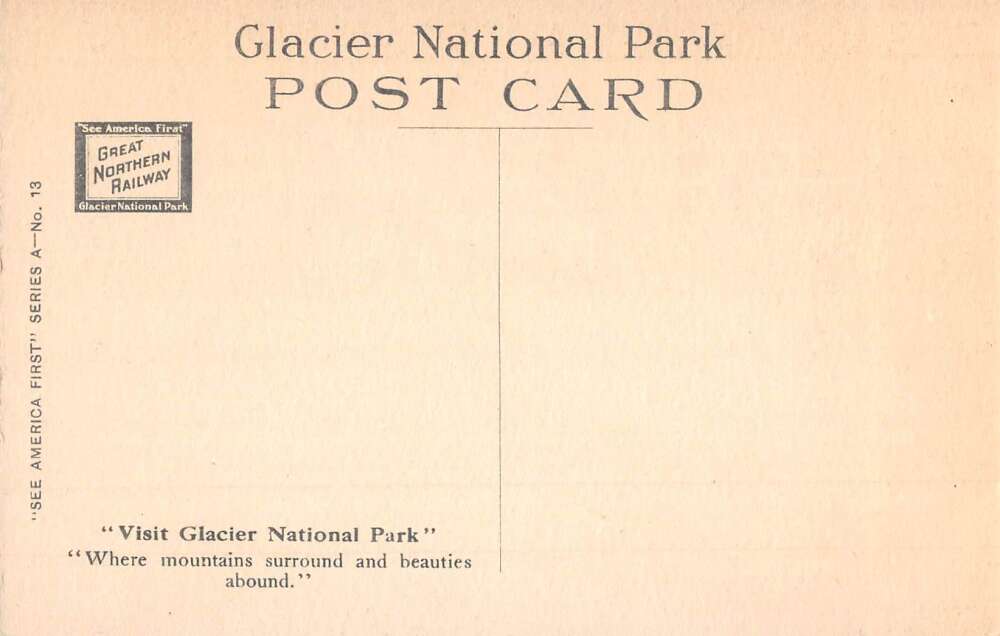 Glacier National Park
POST CARD
"See America First"
GREAT
NORTHERN
RAILWAY
Glacier National Park
"SEE AMERICA FIRST" SERIES A—No. 13
"Visit Glacier National Park"
"Where mountains surround and beauties
abound."